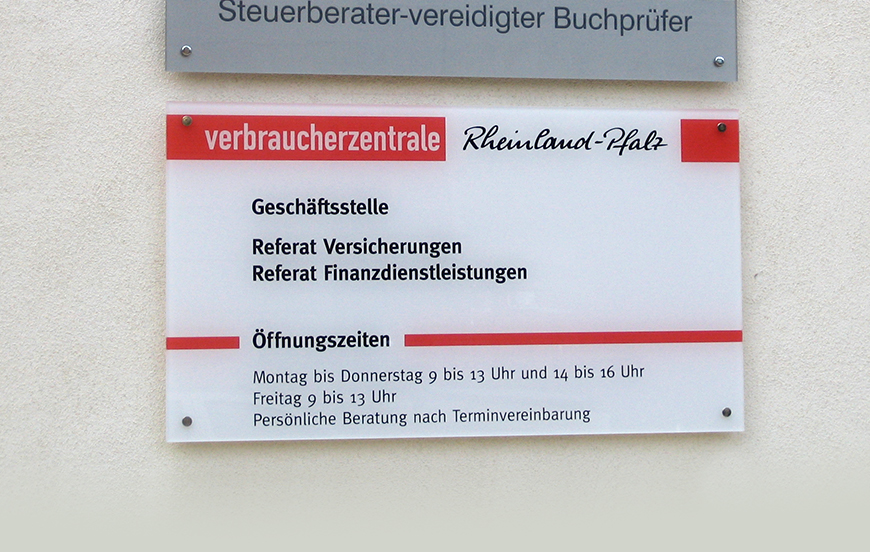 Steuerberater-vereidigter Buchprüfer
verbraucherzentrale Rheinland-Pfalz
Geschäftsstelle
Referat Versicherungen
Referat Finanzdienstleistungen
Öffnungszeiten
Montag bis Donnerstag 9 bis 13 Uhr und 14 bis 16 Uhr
Freitag 9 bis 13 Uhr
Persönliche Beratung nach Terminvereinbarung